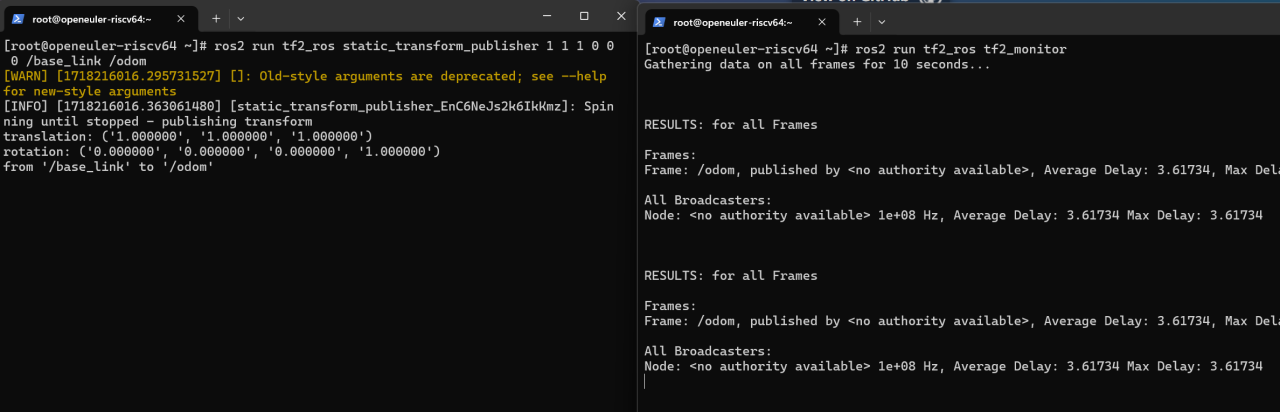 root@openeuler-riscv64:~
[root@openeuler-riscv64 ~]# ros2 run tf2_ros static_transform_publisher 1 1 1 0 0
0 /base_link /odom
[WARN] [1718216016.295731527] []: Old-style arguments are deprecated; see --help
for new-style arguments
[INFO] [1718216016.363061480] [static_transform_publisher_EnC6NeJs2k6IkKmz]: Spin
ning until stopped - publishing transform
translation: ('1.000000', '1.000000', '1.000000')
rotation: ('0.000000', '0.000000', '0.000000', '1.000000')
from '/base_link' to '/odom'
root@openeuler-riscv64:~
[root@openeuler-riscv64 ~]# ros2 run tf2_ros tf2_monitor
Gathering data on all frames for 10 seconds...
RESULTS: for all Frames
Frames:
Frame: /odom, published by <no authority available>, Average Delay: 3.61734, Max Dela
All Broadcasters:
Node: <no authority available> 1e+08 Hz, Average Delay: 3.61734 Max Delay: 3.61734
RESULTS: for all Frames
Frames:
Frame: /odom, published by <no authority available>, Average Delay: 3.61734, Max Dela
All Broadcasters:
Node: <no authority available> 1e+08 Hz, Average Delay: 3.61734 Max Delay: 3.61734